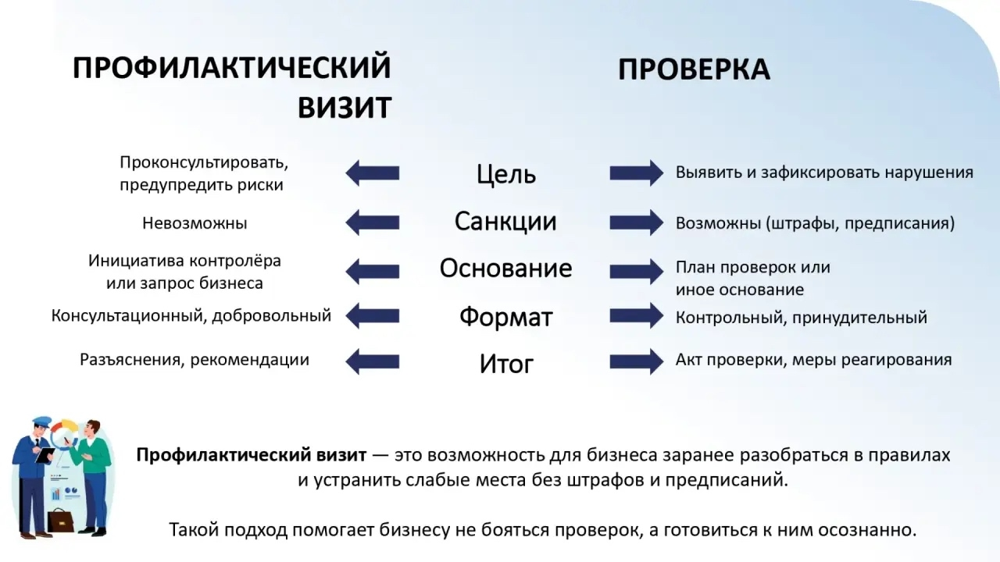 ПРОФИЛАКТИЧЕСКИЙ
ВИЗИТ
ПРОВЕРКА
Проконсультировать,
предупредить риски
Цель
Выявить и зафиксировать нарушения
Невозможны
Санкции
Возможны (штрафы, предписания)
Инициатива контролёра
или запрос бизнеса
Основание
План проверок или
иное основание
Консультационный, добровольный
Формат
Контрольный, принудительный
Разъяснения, рекомендации
Итог
Акт проверки, меры реагирования
Профилактический визит — это возможность для бизнеса заранее разобраться в правилах
и устранить слабые места без штрафов и предписаний.
Такой подход помогает бизнесу не бояться проверок, а готовиться к ним осознанно.